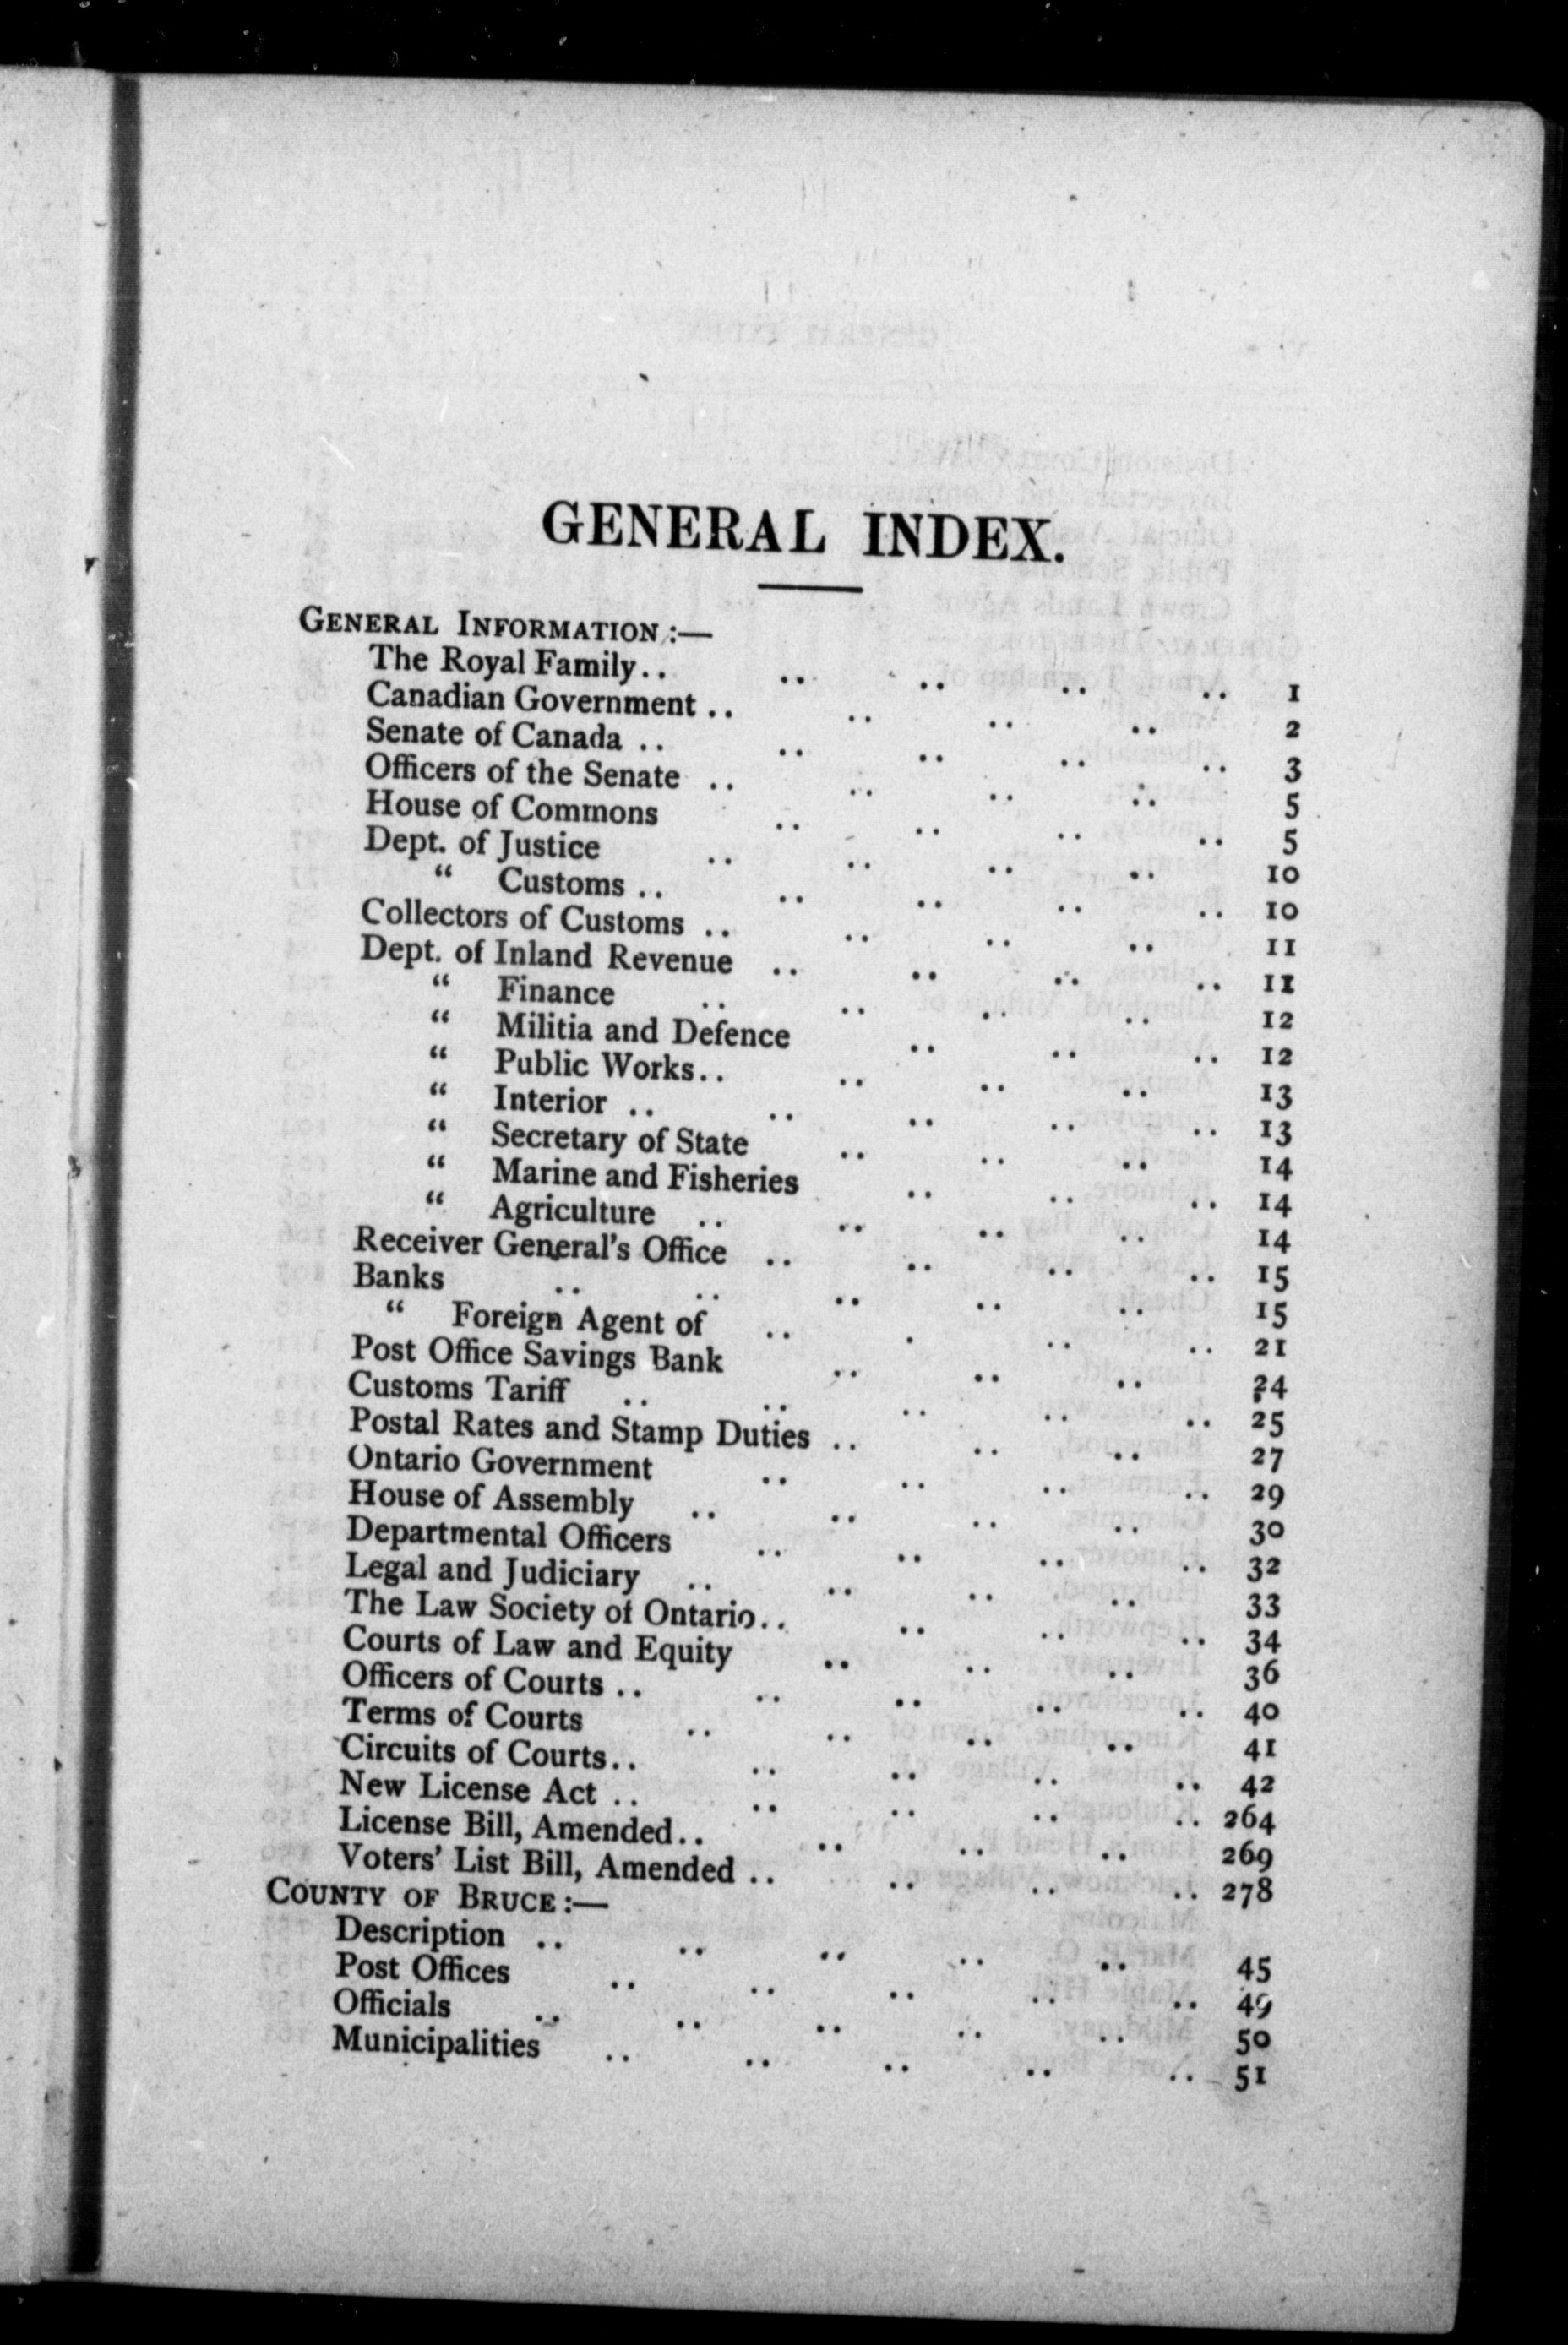 GENERAL INDEX.
GENERAL INFORMATION :—
The Royal Family.. .. .. .. .. 1
Canadian Government .. .. .. .. 2
Senate of Canada .. .. .. .. .. 3
Officers of the Senate .. .. .. .. 5
House of Commons .. .. .. .. 5
Dept. of Justice .. .. .. .. 10
“ Customs .. .. .. .. .. 10
Collectors of Customs .. .. .. .. 11
Dept. of Inland Revenue .. .. .. .. 11
“ Finance .. .. .. .. 12
“ Militia and Defence .. .. .. 12
“ Public Works.. .. .. .. 13
“ Interior .. .. .. .. .. 13
“ Secretary of State .. .. .. 14
“ Marine and Fisheries .. .. .. 14
“ Agriculture .. .. .. .. 14
Receiver General's Office .. .. .. .. 15
Banks .. .. .. .. .. 15
“ Foreign Agent of .. . .. .. 21
Post Office Savings Bank .. .. .. 24
Customs Tariff .. .. .. .. .. 25
Postal Rates and Stamp Duties .. .. .. 27
Ontario Government .. .. .. .. 29
House of Assembly .. .. .. .. 30
Departmental Officers .. .. .. .. 32
Legal and Judiciary .. .. .. .. 33
The Law Society of Ontario.. .. .. .. 34
Courts of Law and Equity .. .. .. 36
Officers of Courts .. .. .. .. .. 40
Terms of Courts .. .. .. .. 41
Circuits of Courts.. .. .. .. .. 42
New License Act .. .. .. .. .. 264
License Bill, Amended.. .. .. .. 269
Voters' List Bill, Amended .. .. .. .. 278
COUNTY OF BRUCE :—
Description .. .. .. .. .. 45
Post Offices .. .. .. .. .. 49
Officials .. .. .. .. .. 50
Municipalities .. .. .. .. .. 51